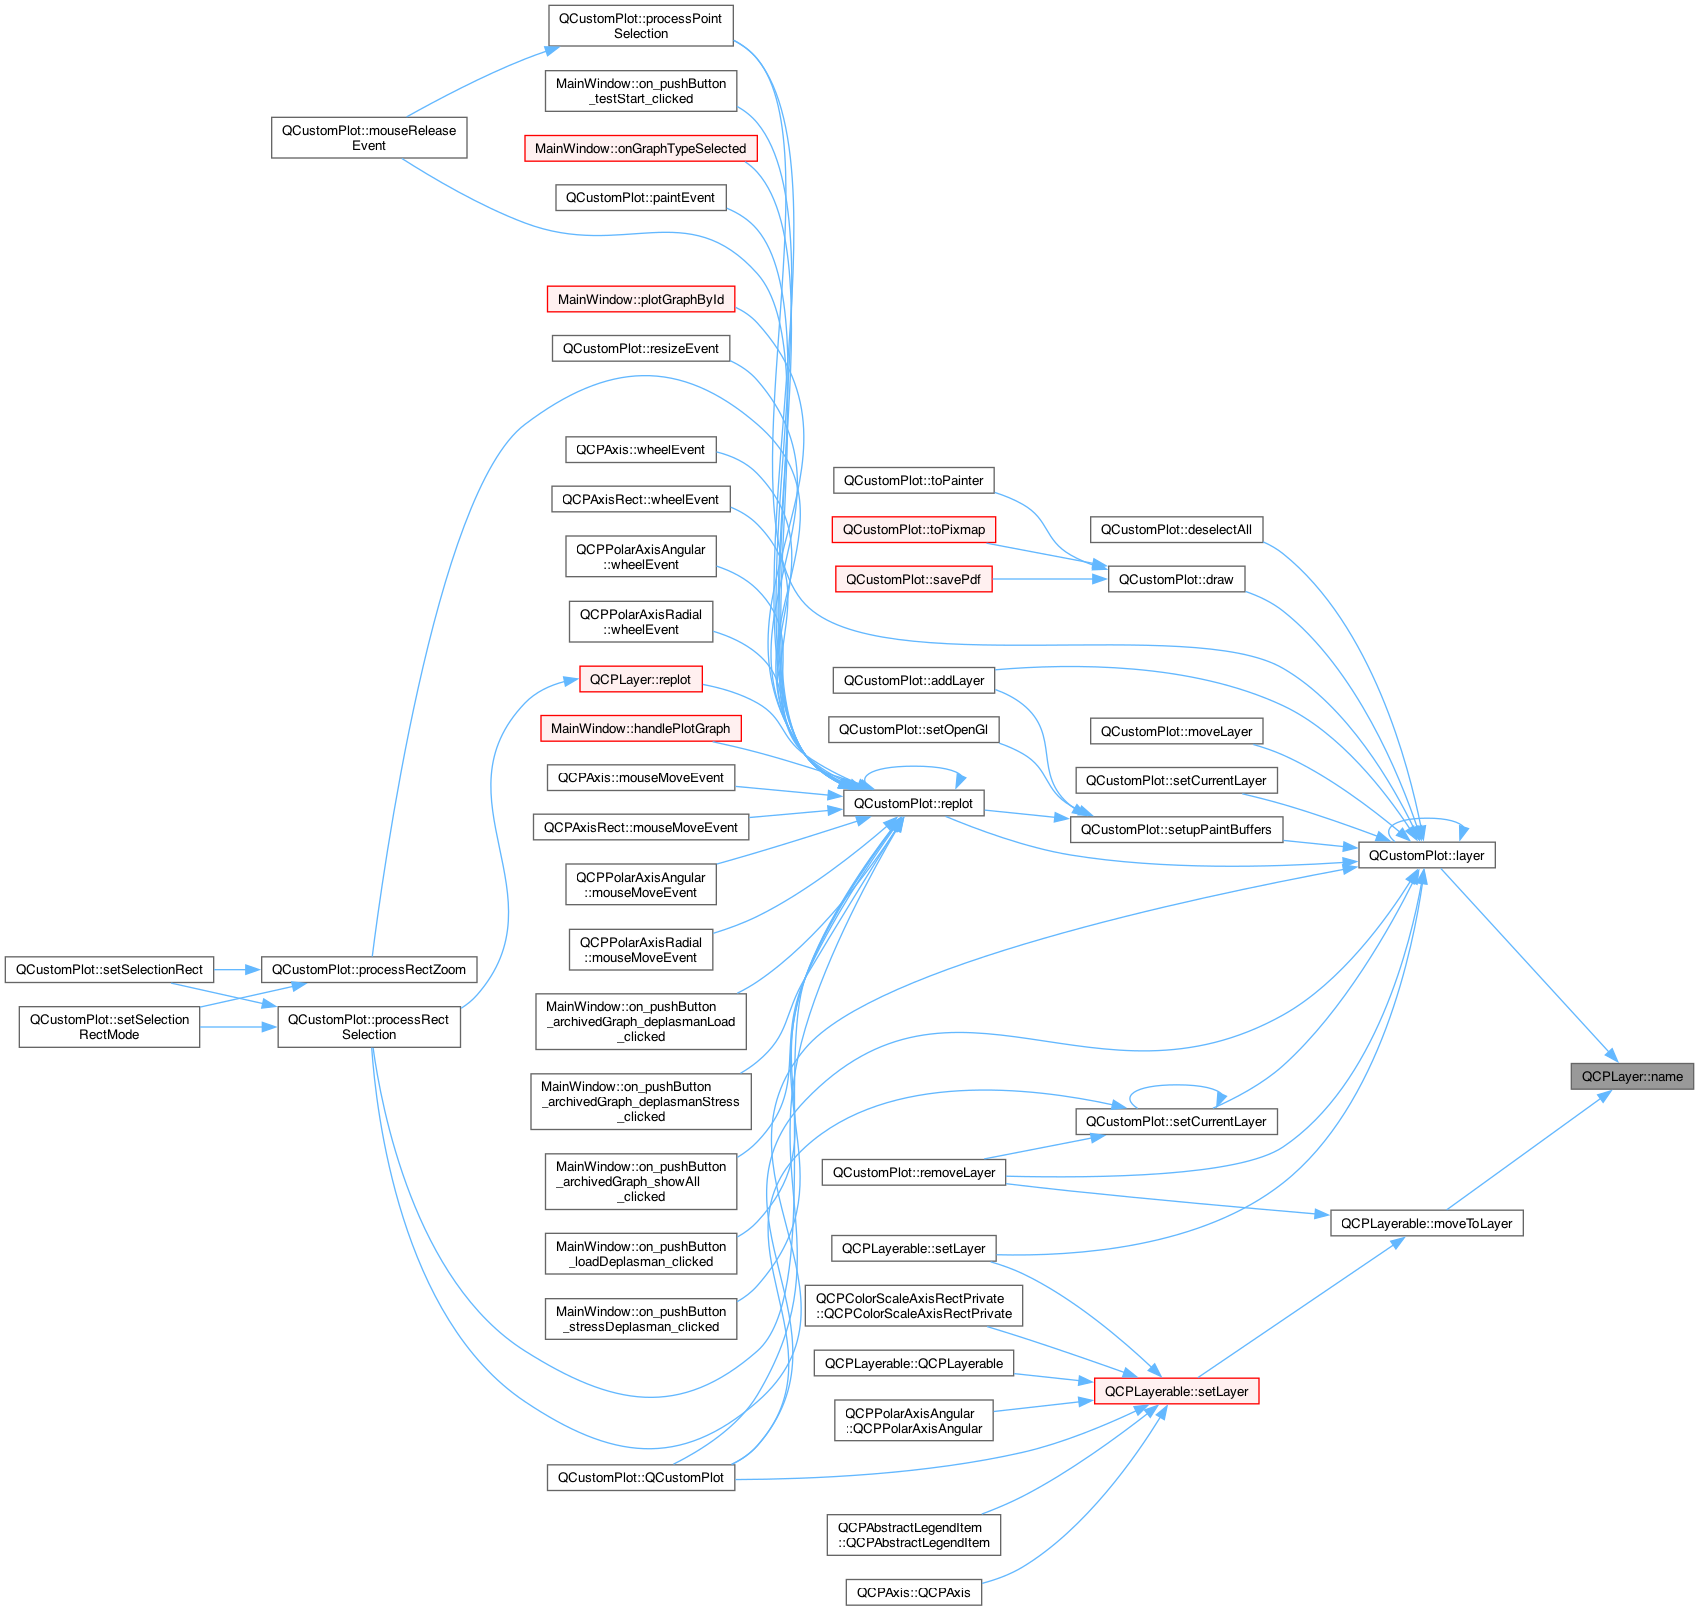 QCustomPlot::processPoint
Selection
MainWindow::on_pushButton
_testStart_clicked
QCustomPlot::mouseRelease
Event
MainWindow::onGraphTypeSelected
QCustomPlot::paintEvent
MainWindow::plotGraphById
QCustomPlot::resizeEvent
QCPAxis::wheelEvent
QCPAxisRect::wheelEvent
QCPPolarAxisAngular
::wheelEvent
QCPPolarAxisRadial
::wheelEvent
QCPLayer::replot
MainWindow::handlePlotGraph
QCPAxis::mouseMoveEvent
QCPAxisRect::mouseMoveEvent
QCPPolarAxisAngular
::mouseMoveEvent
QCPPolarAxisRadial
::mouseMoveEvent
QCustomPlot::setSelectionRect
QCustomPlot::processRectZoom
QCustomPlot::setSelection
RectMode
QCustomPlot::processRect
Selection
MainWindow::on_pushButton
_archivedGraph_deplasmanLoad
_clicked
MainWindow::on_pushButton
_archivedGraph_deplasmanStress
_clicked
MainWindow::on_pushButton
_archivedGraph_showAll
_clicked
MainWindow::on_pushButton
_loadDeplasman_clicked
MainWindow::on_pushButton
_stressDeplasman_clicked
QCustomPlot::QCustomPlot
QCustomPlot::toPainter
QCustomPlot::toPixmap
QCustomPlot::savePdf
QCustomPlot::deselectAll
QCustomPlot::draw
QCustomPlot::addLayer
QCustomPlot::setOpenGl
QCustomPlot::moveLayer
QCustomPlot::setCurrentLayer
QCustomPlot::replot
QCustomPlot::setupPaintBuffers
QCustomPlot::layer
QCPLayer::name
QCustomPlot::setCurrentLayer
QCustomPlot::removeLayer
QCPLayerable::moveToLayer
QCPLayerable::setLayer
QCPColorScaleAxisRectPrivate
::QCPColorScaleAxisRectPrivate
QCPLayerable::QCPLayerable
QCPLayerable::setLayer
QCPPolarAxisAngular
::QCPPolarAxisAngular
QCPAbstractLegendItem
::QCPAbstractLegendItem
QCPAxis::QCPAxis